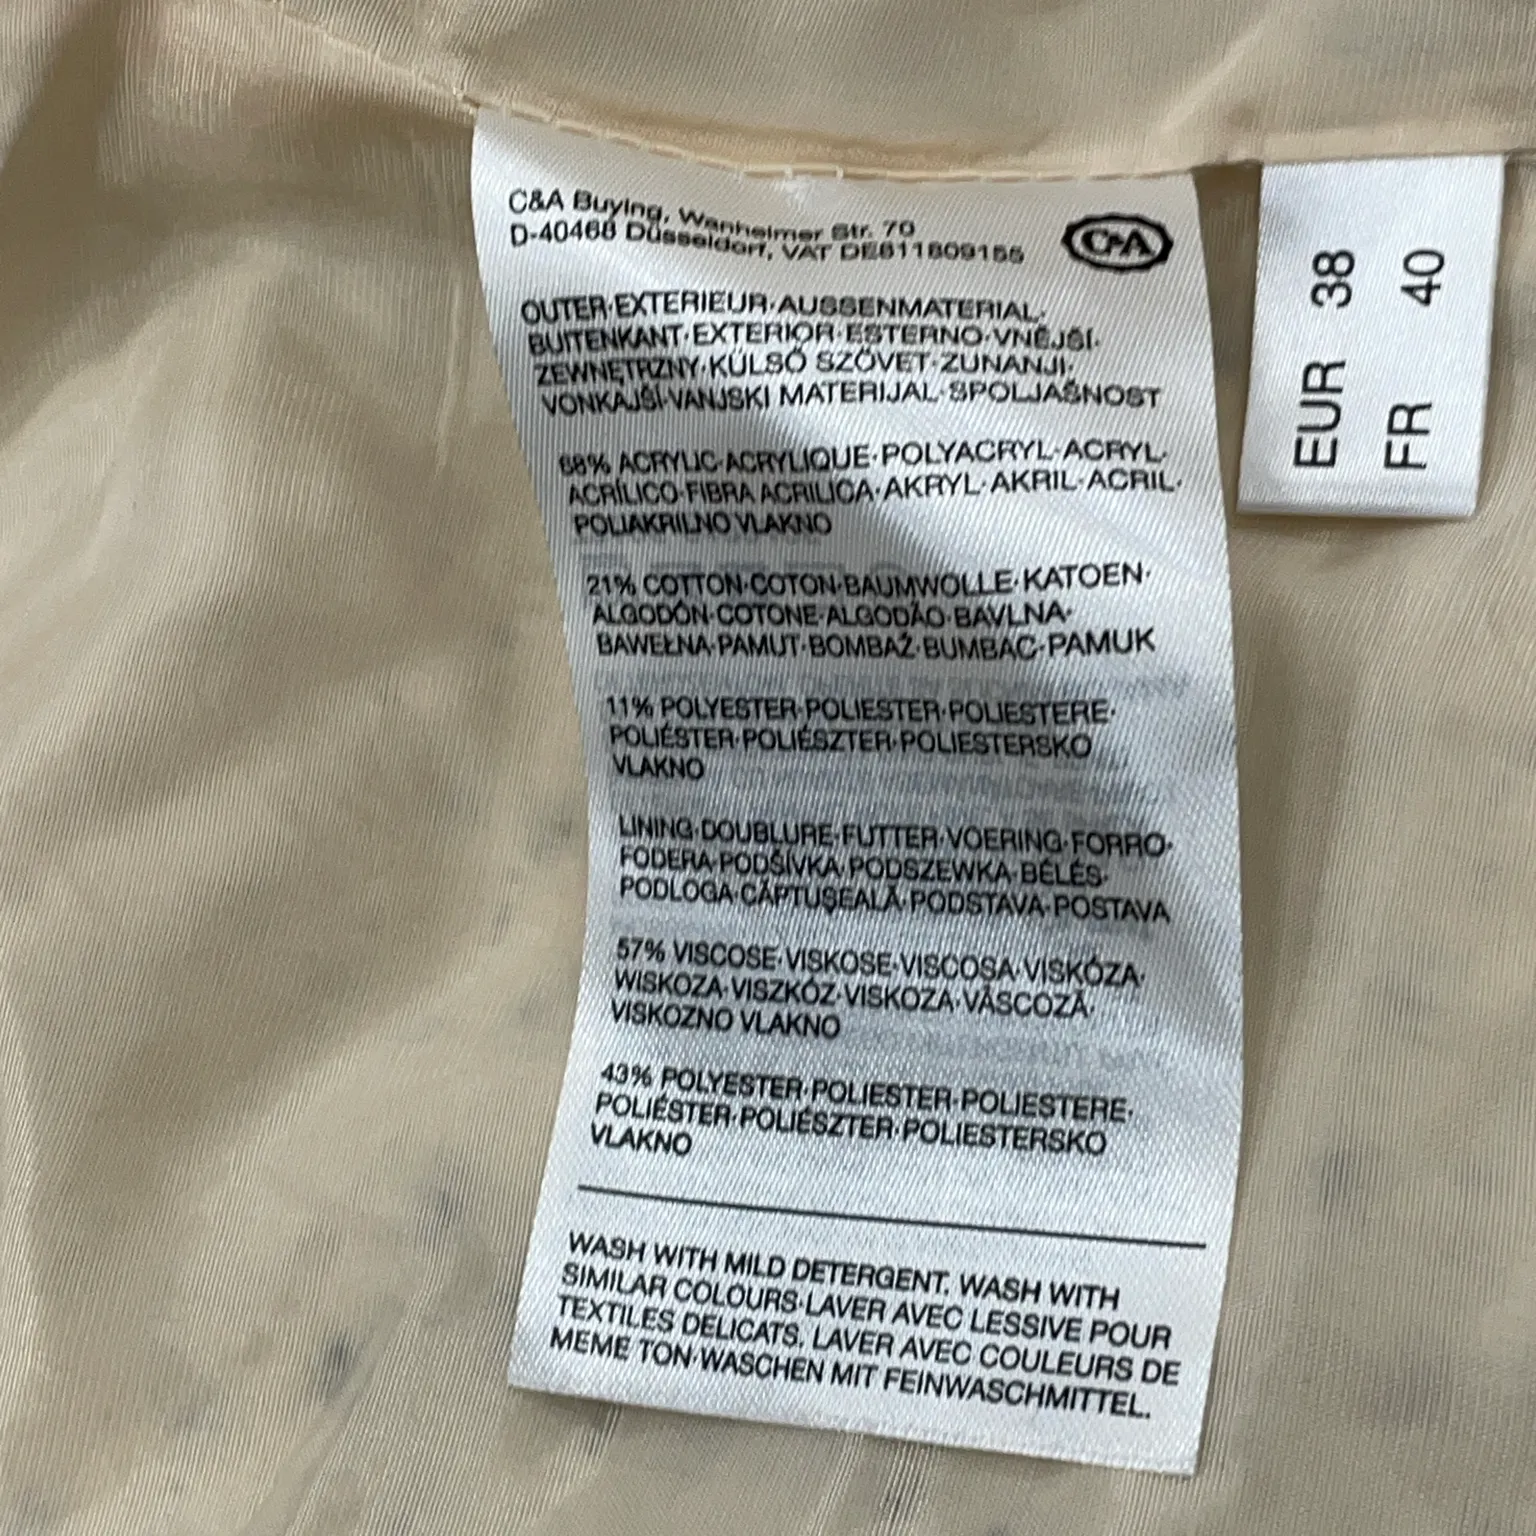 C&A Buying, Wanheimer Str. 70
D-40468 Düsseldorf, VAT DE811809155
C&A
OUTER·EXTERIEUR·AUSSENMATERIAL·
BUITENKANT·EXTERIOR·ESTERNO·VNĚJŠÍ·
ZEWNĘTRZNY·KÜLSŐ SZÖVET·ZUNANJI·
VONKAJŠÍ·VANJSKI MATERIJAL·SPOLJAŠNOST
68% ACRYLIC·ACRYLIQUE·POLYACRYL·ACRYL·
ACRÍLICO·FIBRA ACRILICA·AKRYL·AKRIL·ACRIL·
POLIAKRILNO VLAKNO
21% COTTON·COTON·BAUMWOLLE·KATOEN·
ALGODÓN·COTONE·ALGODÃO·BAVLNA·
BAWEŁNA·PAMUT·BOMBAŽ·BUMBAC·PAMUK
11% POLYESTER·POLIESTER·POLIESTERE·
POLIÉSTER·POLIÉSZTER·POLIESTERSKO
VLAKNO
LINING·DOUBLURE·FUTTER·VOERING·FORRO·
FODERA·PODŠÍVKA·PODSZEWKA·BÉLÉS·
PODLOGA·CĂPTUŞEALĂ·PODSTAVA·POSTAVA
57% VISCOSE·VISKOSE·VISCOSA·VISKÓZA·
WISKOZA·VISZKÓZ·VISKOZA·VÂSCOZĂ·
VISKOZNO VLAKNO
43% POLYESTER·POLIESTER·POLIESTERE·
POLIÉSTER·POLIÉSZTER·POLIESTERSKO
VLAKNO
WASH WITH MILD DETERGENT. WASH WITH
SIMILAR COLOURS·LAVER AVEC LESSIVE POUR
TEXTILES DELICATS. LAVER AVEC COULEURS DE
MEME TON·WASCHEN MIT FEINWASCHMITTEL.
EUR 38
FR 40